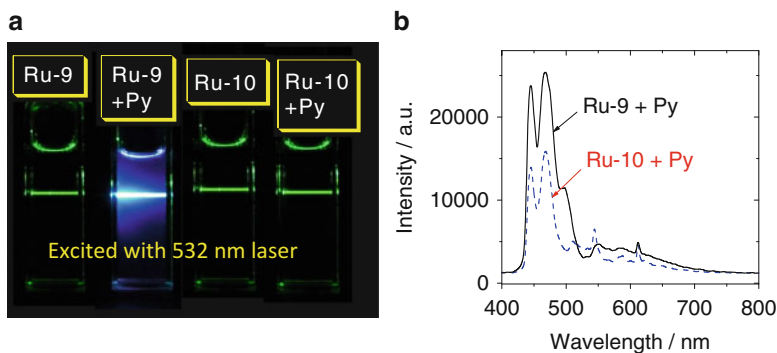 a
Ru-9
Ru-9
+Py
Ru-10
Ru-10
+Py
Excited with 532 nm laser
b
Intensity / a.u.
20000
10000
0
Ru-9 + Py
Ru-10 + Py
400 500 600 700 800
Wavelength / nm